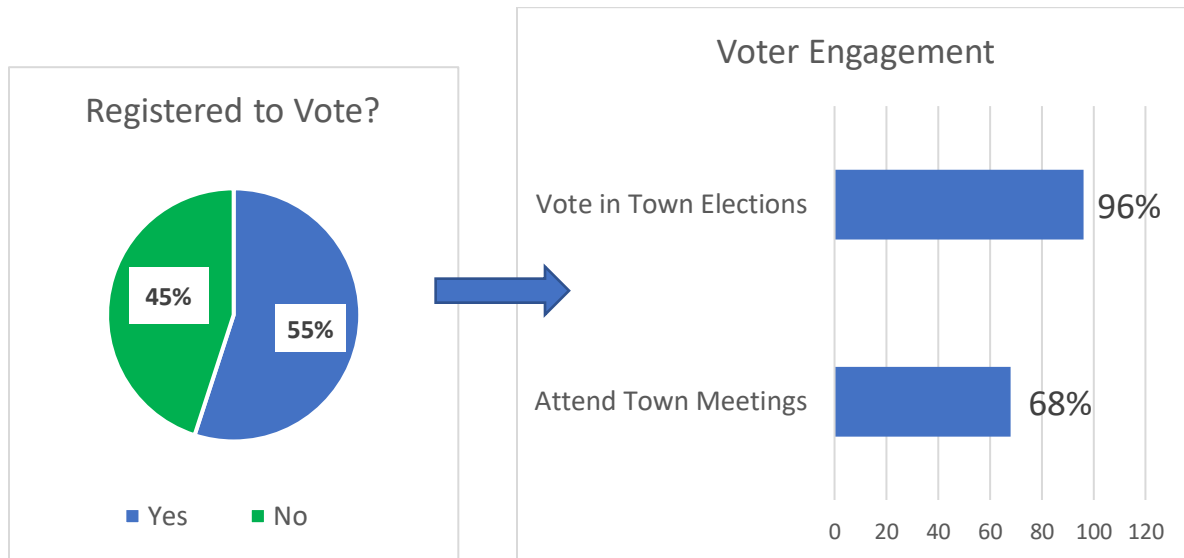 Registered to Vote?
45%
55%
Yes No
Voter Engagement
Vote in Town Elections 96%
Attend Town Meetings 68%
0 20 40 60 80 100 120